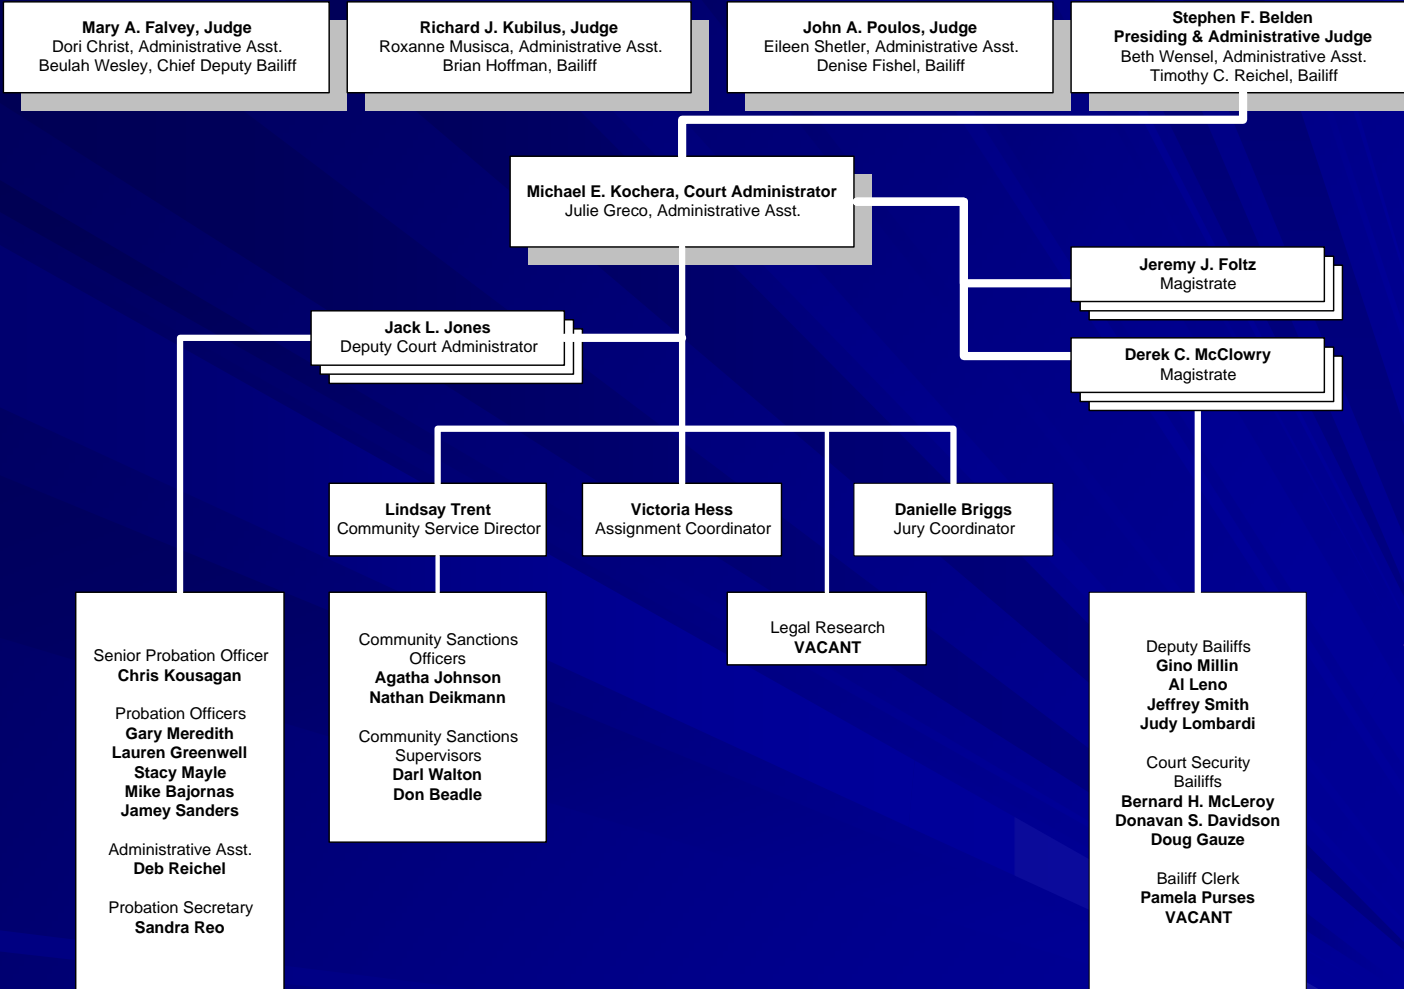 Mary A. Falvey, Judge
Dori Christ, Administrative Asst.
Beulah Wesley, Chief Deputy Bailiff
Richard J. Kubilus, Judge
Roxanne Musisca, Administrative Asst.
Brian Hoffman, Bailiff
John A. Poulos, Judge
Eileen Shetler, Administrative Asst.
Denise Fishel, Bailiff
Stephen F. Belden
Presiding & Administrative Judge
Beth Wensel, Administrative Asst.
Timothy C. Reichel, Bailiff
Michael E. Kochera, Court Administrator
Julie Greco, Administrative Asst.
Jeremy J. Foltz
Magistrate
Jack L. Jones
Deputy Court Administrator
Derek C. McClowry
Magistrate
Lindsay Trent
Community Service Director
Victoria Hess
Assignment Coordinator
Danielle Briggs
Jury Coordinator
Senior Probation Officer
Chris Kousagan
Probation Officers
Gary Meredith
Lauren Greenwell
Stacy Mayle
Mike Bajornas
Jamey Sanders
Administrative Asst.
Deb Reichel
Probation Secretary
Sandra Reo
Community Sanctions
Officers
Agatha Johnson
Nathan Deikmann
Community Sanctions
Supervisors
Darl Walton
Don Beadle
Legal Research
VACANT
Deputy Bailiffs
Gino Millin
Al Leno
Jeffrey Smith
Judy Lombardi
Court Security
Bailiffs
Bernard H. McLeroy
Donavan S. Davidson
Doug Gauze
Bailiff Clerk
Pamela Purses
VACANT